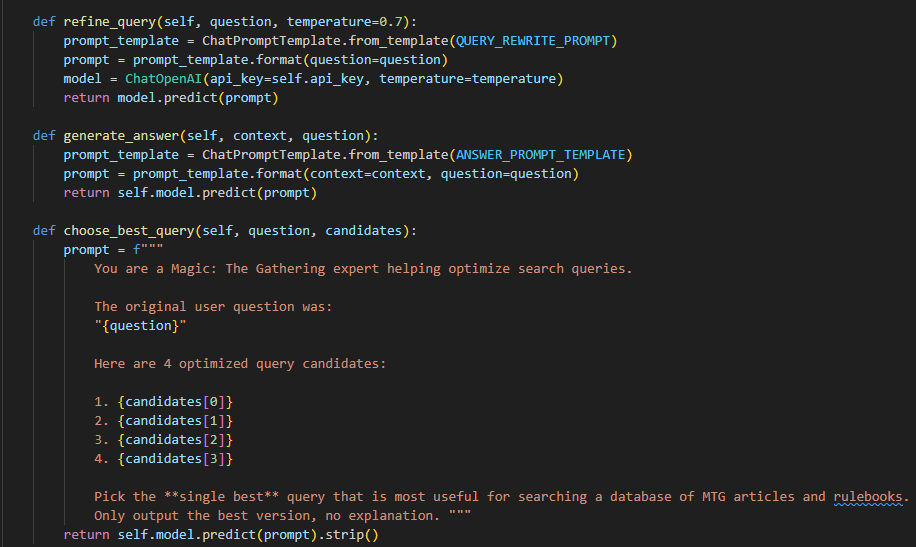 def refine_query(self, question, temperature=0.7):
    prompt_template = ChatPromptTemplate.from_template(QUERY_REWRITE_PROMPT)
    prompt = prompt_template.format(question=question)
    model = ChatOpenAI(api_key=self.api_key, temperature=temperature)
    return model.predict(prompt)

def generate_answer(self, context, question):
    prompt_template = ChatPromptTemplate.from_template(ANSWER_PROMPT_TEMPLATE)
    prompt = prompt_template.format(context=context, question=question)
    return self.model.predict(prompt)

def choose_best_query(self, question, candidates):
    prompt = f"""
        You are a Magic: The Gathering expert helping optimize search queries.

        The original user question was:
        "{question}"

        Here are 4 optimized query candidates:

        1. {candidates[0]}
        2. {candidates[1]}
        3. {candidates[2]}
        4. {candidates[3]}

        Pick the **single best** query that is most useful for searching a database of MTG articles and rulebooks.
        Only output the best version, no explanation. """
    return self.model.predict(prompt).strip()